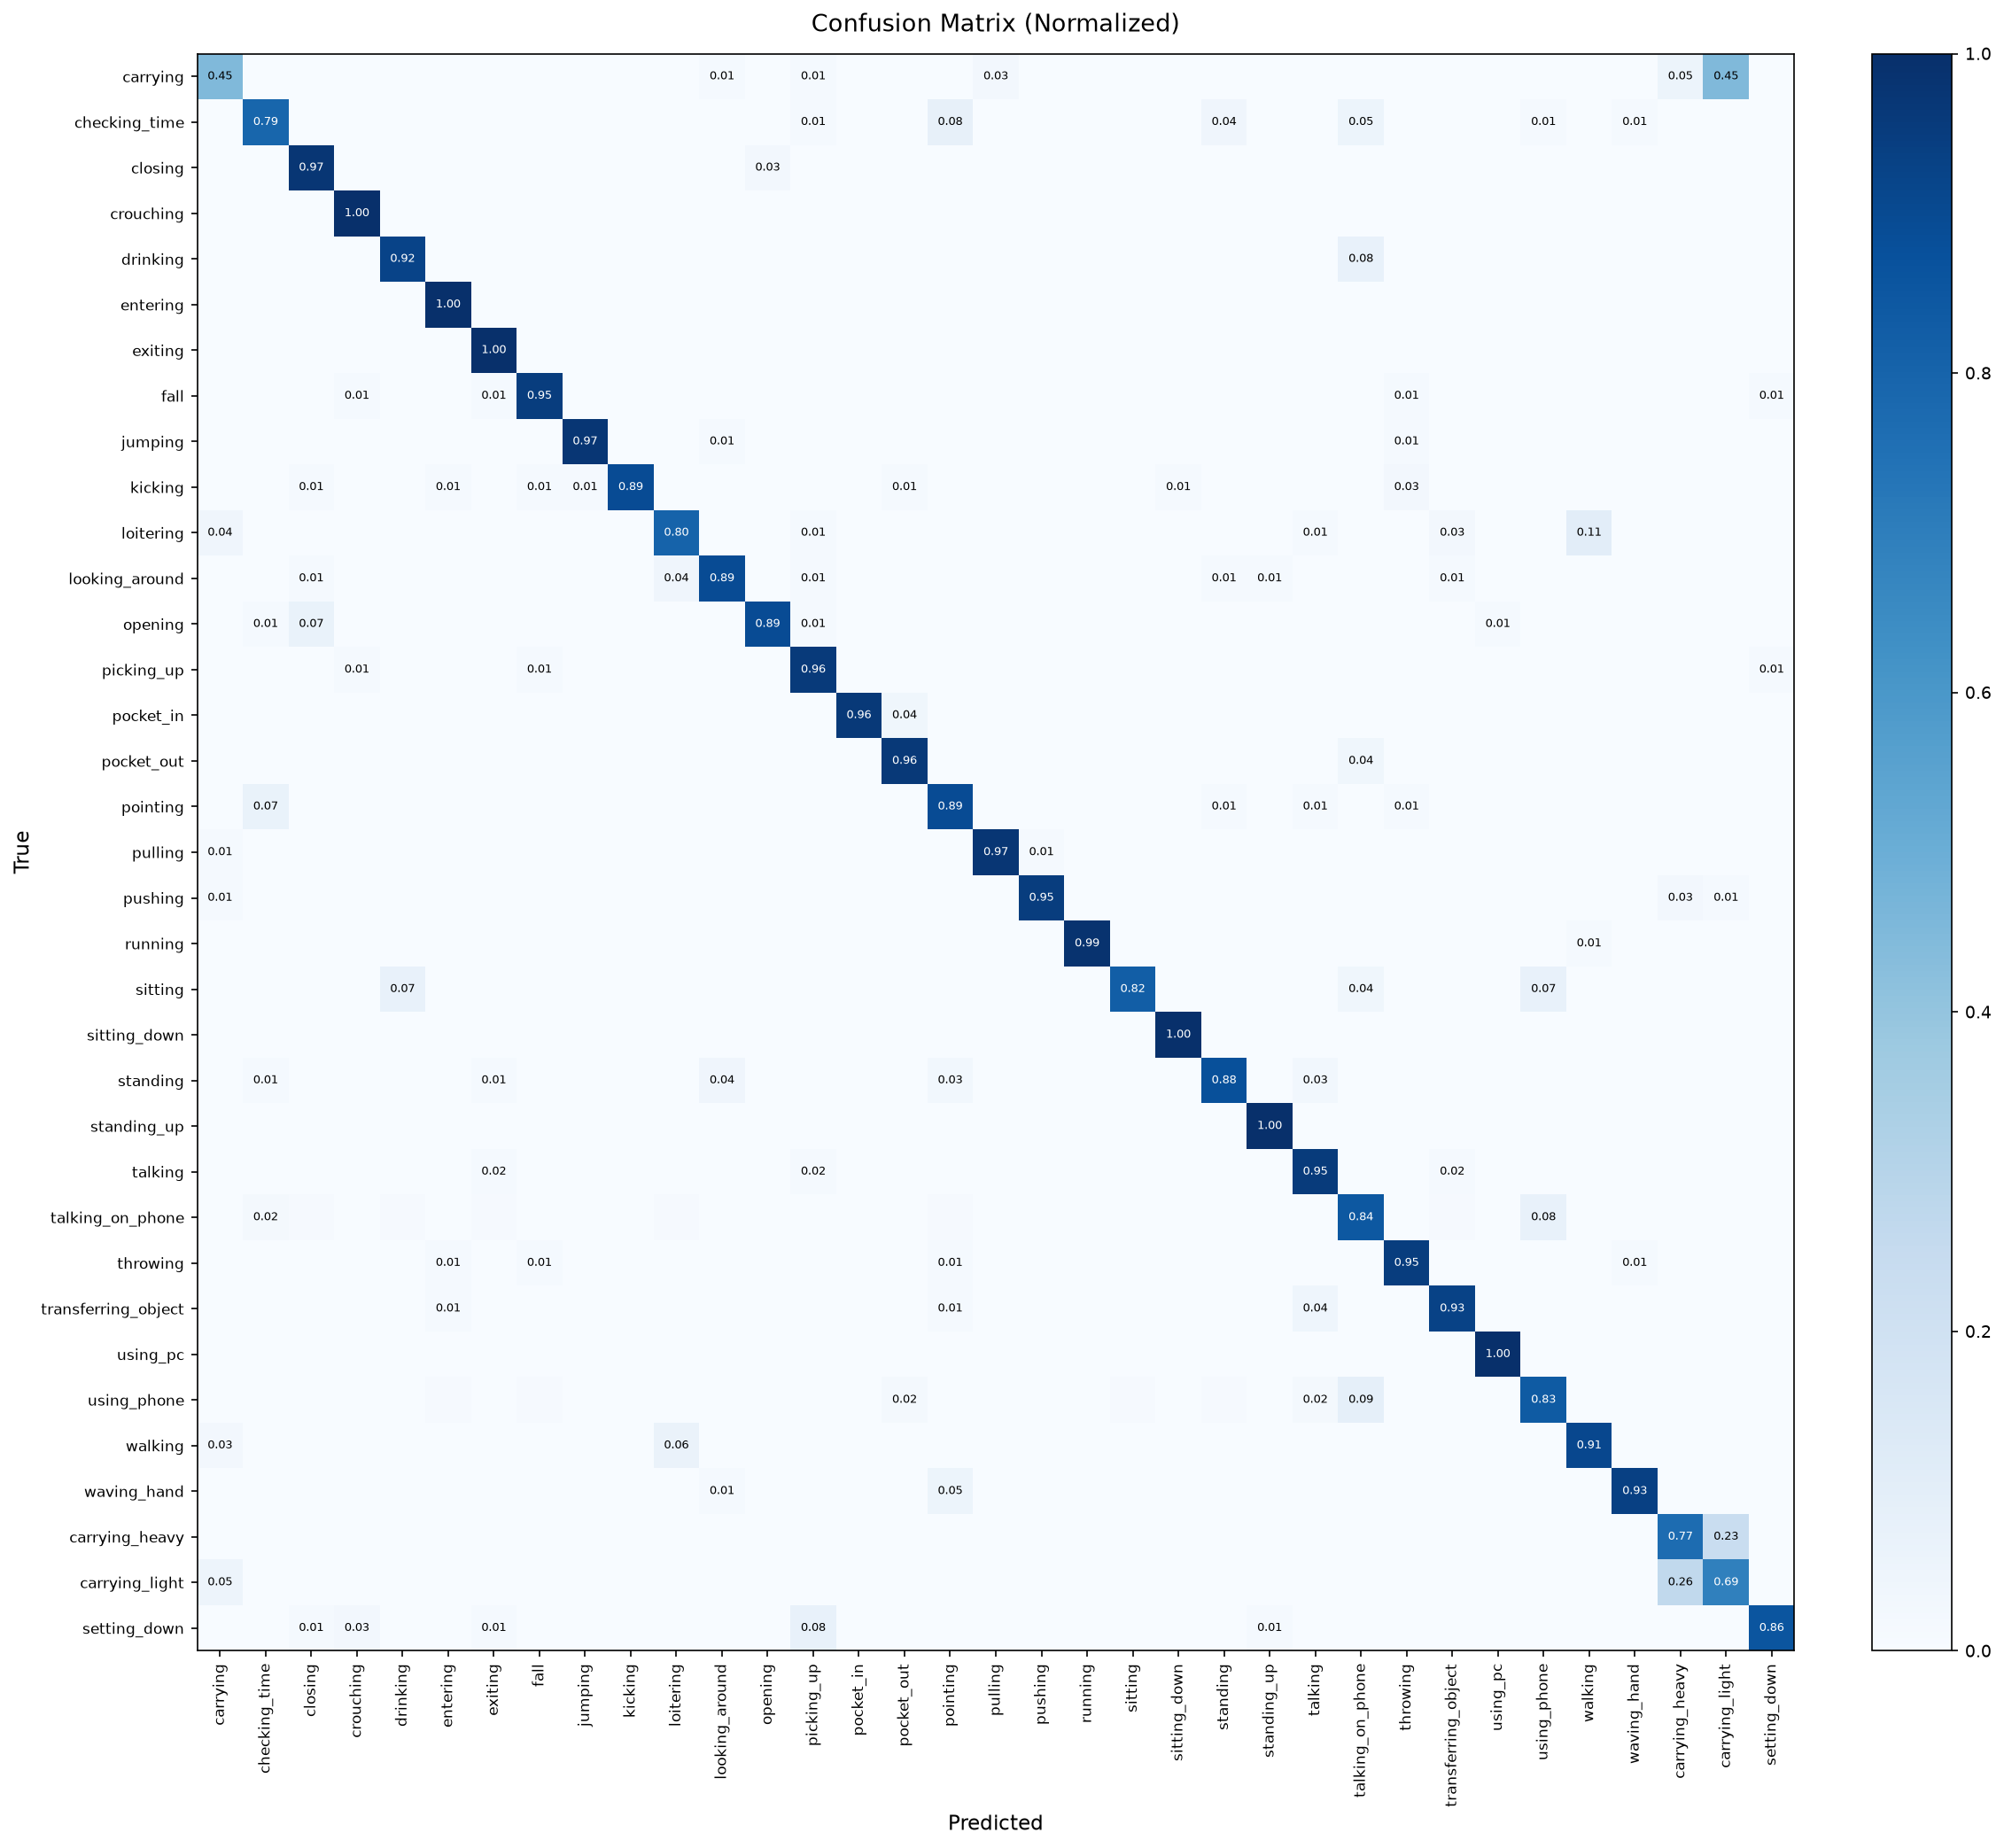 Confusion Matrix (Normalized)
carrying 0.45 0.01 0.01 0.03 0.05 0.45
checking_time 0.79 0.01 0.08 0.04 0.05 0.01 0.01
closing 0.97 0.03
crouching 1.00
drinking 0.92 0.08
entering 1.00
exiting 1.00
fall 0.01 0.01 0.95 0.01 0.01
jumping 0.97 0.01 0.01
kicking 0.01 0.01 0.01 0.01 0.89 0.01 0.01 0.03
loitering 0.04 0.80 0.01 0.01 0.03 0.11
looking_around 0.01 0.04 0.89 0.01 0.01 0.01 0.01
opening 0.01 0.07 0.89 0.01 0.01
picking_up 0.01 0.01 0.96 0.01
pocket_in 0.96 0.04
pocket_out 0.96 0.04
pointing 0.07 0.89 0.01 0.01 0.01
pulling 0.01 0.97 0.01
pushing 0.01 0.95 0.03 0.01
running 0.99 0.01
sitting 0.07 0.82 0.04 0.07
sitting_down 1.00
standing 0.01 0.01 0.04 0.03 0.88 0.03
standing_up 1.00
talking 0.02 0.02 0.95 0.02
talking_on_phone 0.02 0.84 0.08
throwing 0.01 0.01 0.01 0.95 0.01
transferring_object 0.01 0.01 0.04 0.93
using_pc 1.00
using_phone 0.02 0.02 0.09 0.83
walking 0.03 0.06 0.91
waving_hand 0.01 0.05 0.93
carrying_heavy 0.77 0.23
carrying_light 0.05 0.26 0.69
setting_down 0.01 0.03 0.01 0.08 0.01 0.86
True
carrying
checking_time
closing
crouching
drinking
entering
exiting
fall
jumping
kicking
loitering
looking_around
opening
picking_up
pocket_in
pocket_out
pointing
pulling
pushing
running
sitting
sitting_down
standing
standing_up
talking
talking_on_phone
throwing
transferring_object
using_pc
using_phone
walking
waving_hand
carrying_heavy
carrying_light
setting_down
Predicted
1.0
0.8
0.6
0.4
0.2
0.0